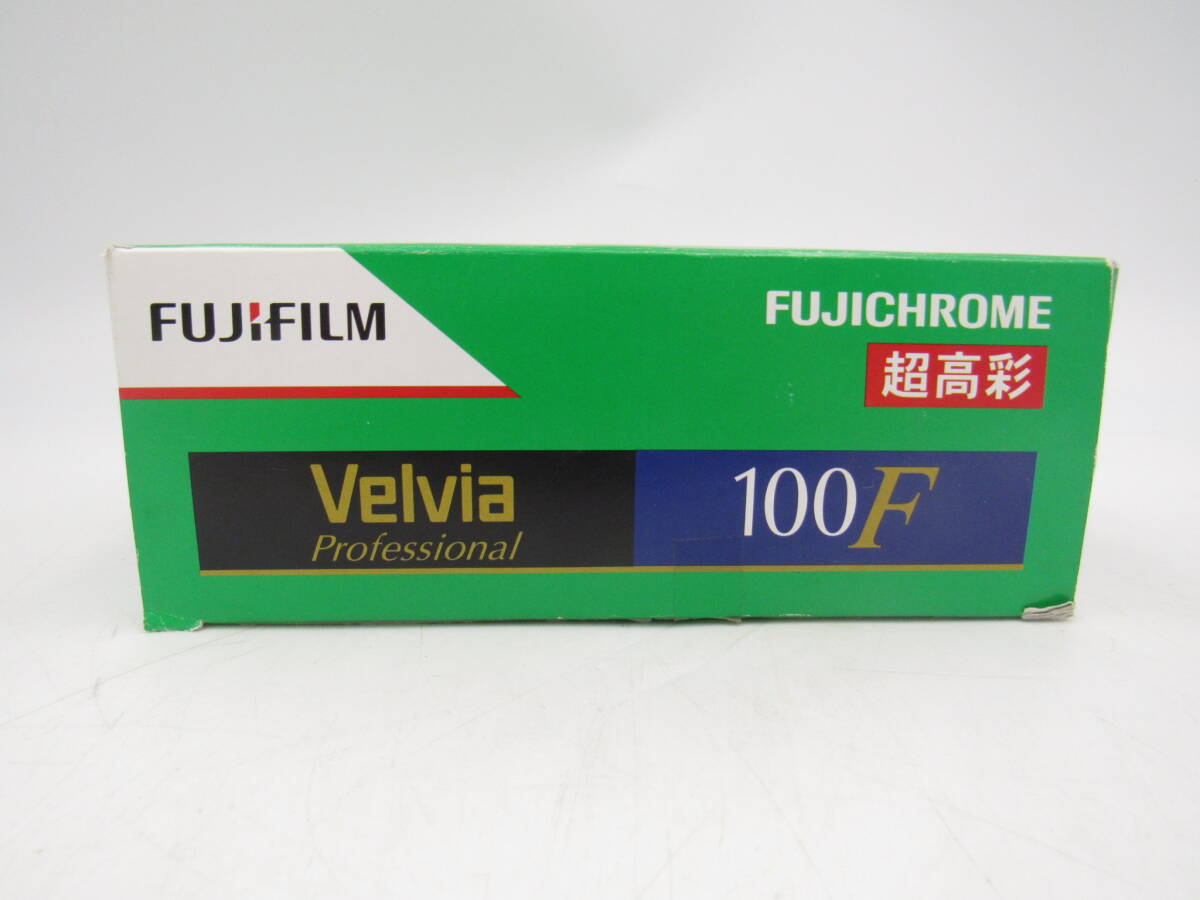 FUJIFILM
FUJICHROME
超高彩
Velvia
Professional
100F